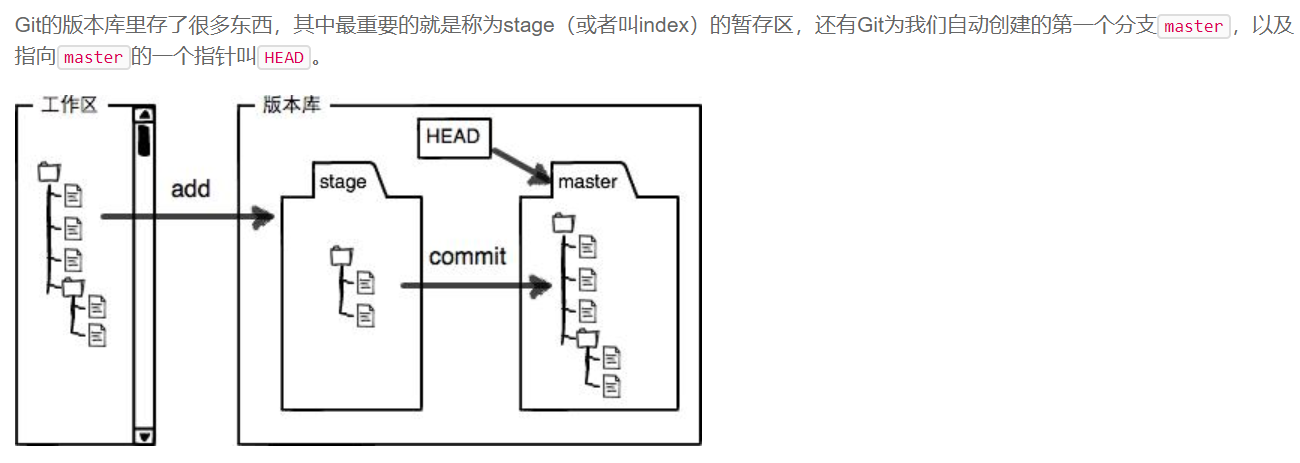 Git的版本库里存了很多东西，其中最重要的就是称为stage（或者叫index）的暂存区，还有Git为我们自动创建的第一个分支master，以及
指向master的一个指针叫HEAD。
工作区
版本库
HEAD
stage
master
add
commit